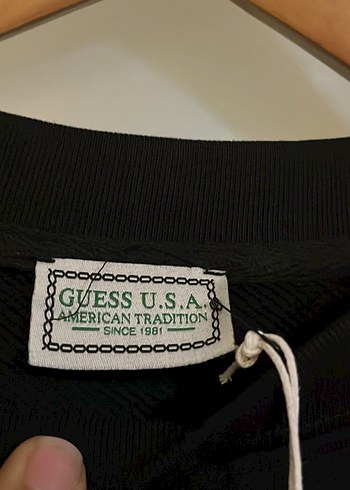 GUESS U.S.A.
AMERICAN TRADITION
SINCE 1981